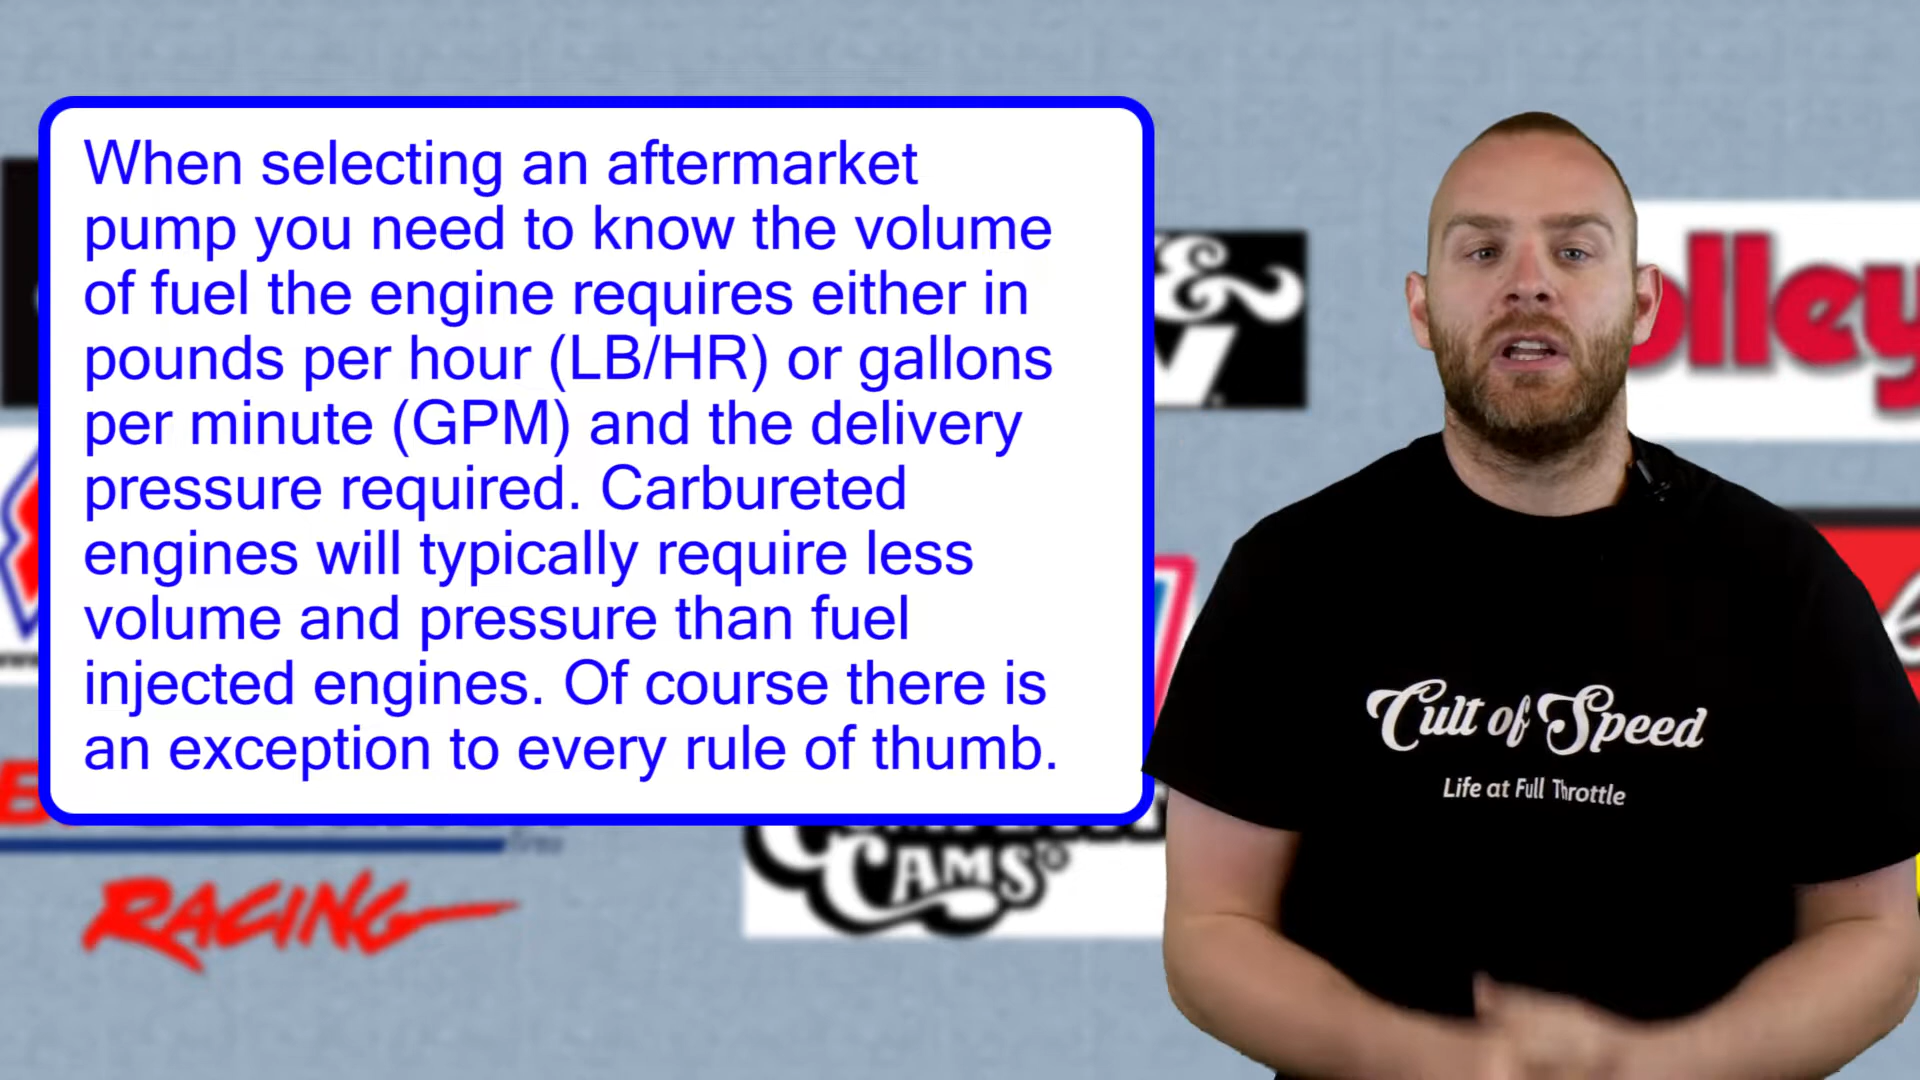 When selecting an aftermarket
pump you need to know the volume
of fuel the engine requires either in
pounds per hour (LB/HR) or gallons
per minute (GPM) and the delivery
pressure required. Carbureted
engines will typically require less
volume and pressure than fuel
injected engines. Of course there is
an exception to every rule of thumb.
&
olley
Cult of Speed
Life at Full Throttle
CAMS
RACING